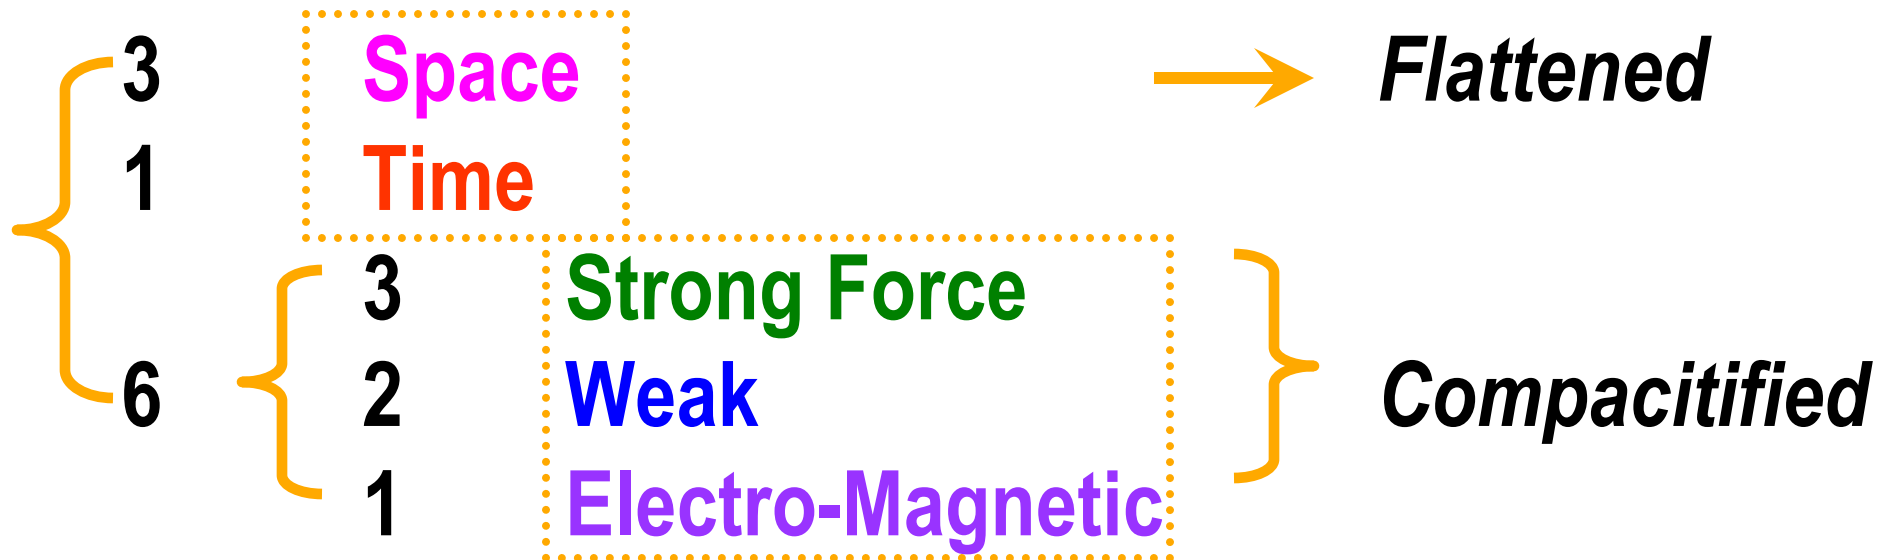 3 Space Flattened
1 Time
3 Strong Force
6 2 Weak Compacitified
1 Electro-Magnetic